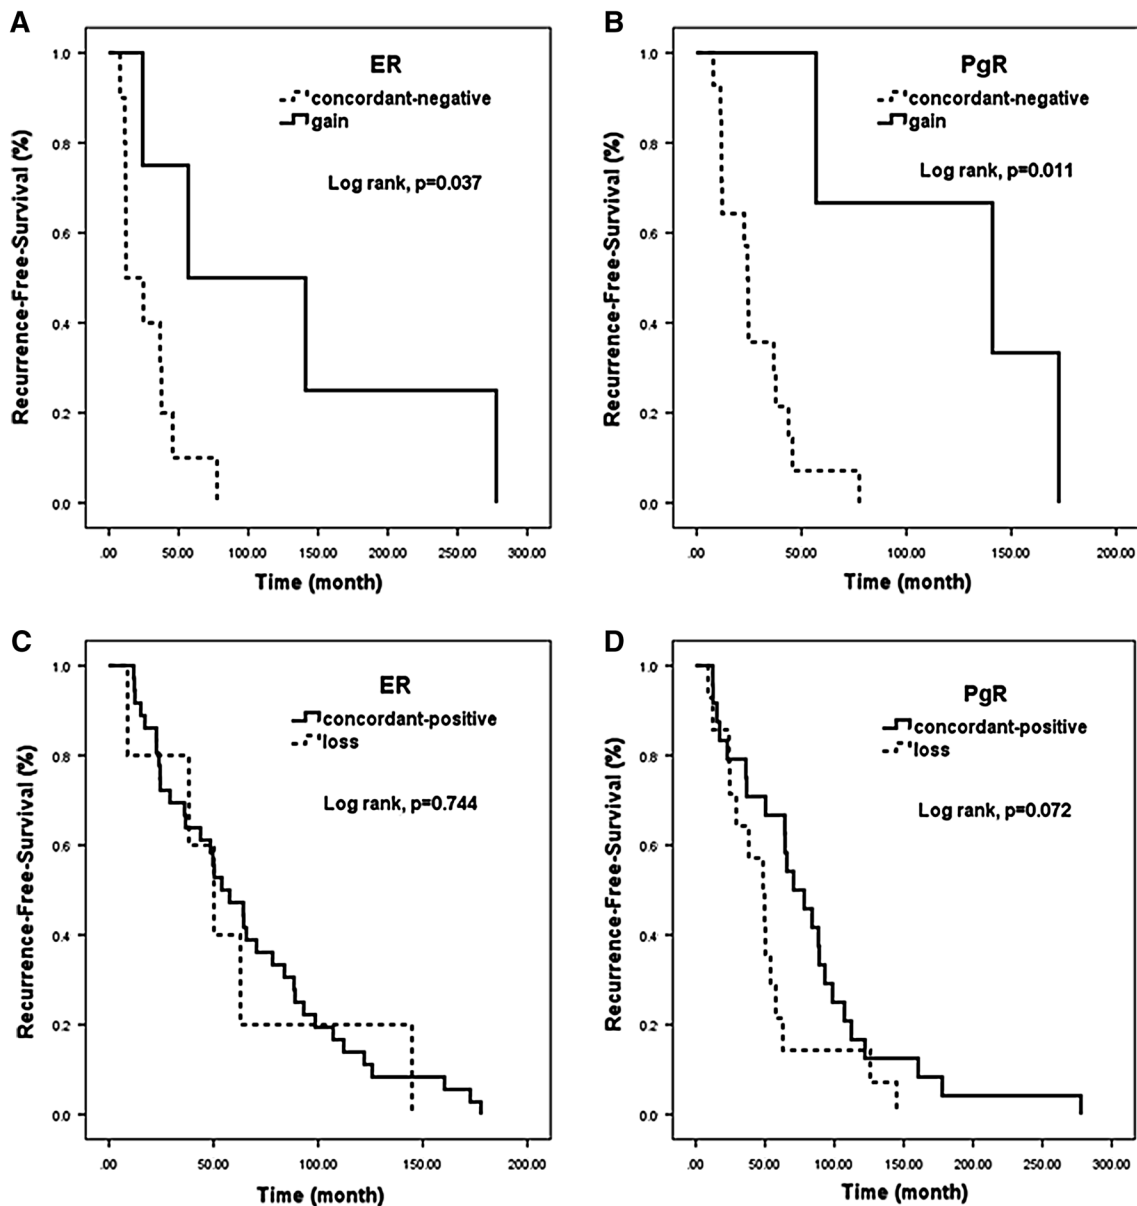 A
ER
concordant-negative
gain
Log rank, p=0.037
Recurrence-Free-Survival (%)
1.0
0.8
0.6
0.4
0.2
0.0
.00 50.00 100.00 150.00 200.00 250.00 300.00
Time (month)
B
PgR
concordant-negative
gain
Log rank, p=0.011
Recurrence-Free-Survival (%)
1.0
0.8
0.6
0.4
0.2
0.0
.00 50.00 100.00 150.00 200.00
Time (month)
C
ER
concordant-positive
loss
Log rank, p=0.744
Recurrence-Free-Survival (%)
1.0
0.8
0.6
0.4
0.2
0.0
.00 50.00 100.00 150.00 200.00
Time (month)
D
PgR
concordant-positive
loss
Log rank, p=0.072
Recurrence-Free-Survival (%)
1.0
0.8
0.6
0.4
0.2
0.0
.00 50.00 100.00 150.00 200.00 250.00 300.00
Time (month)